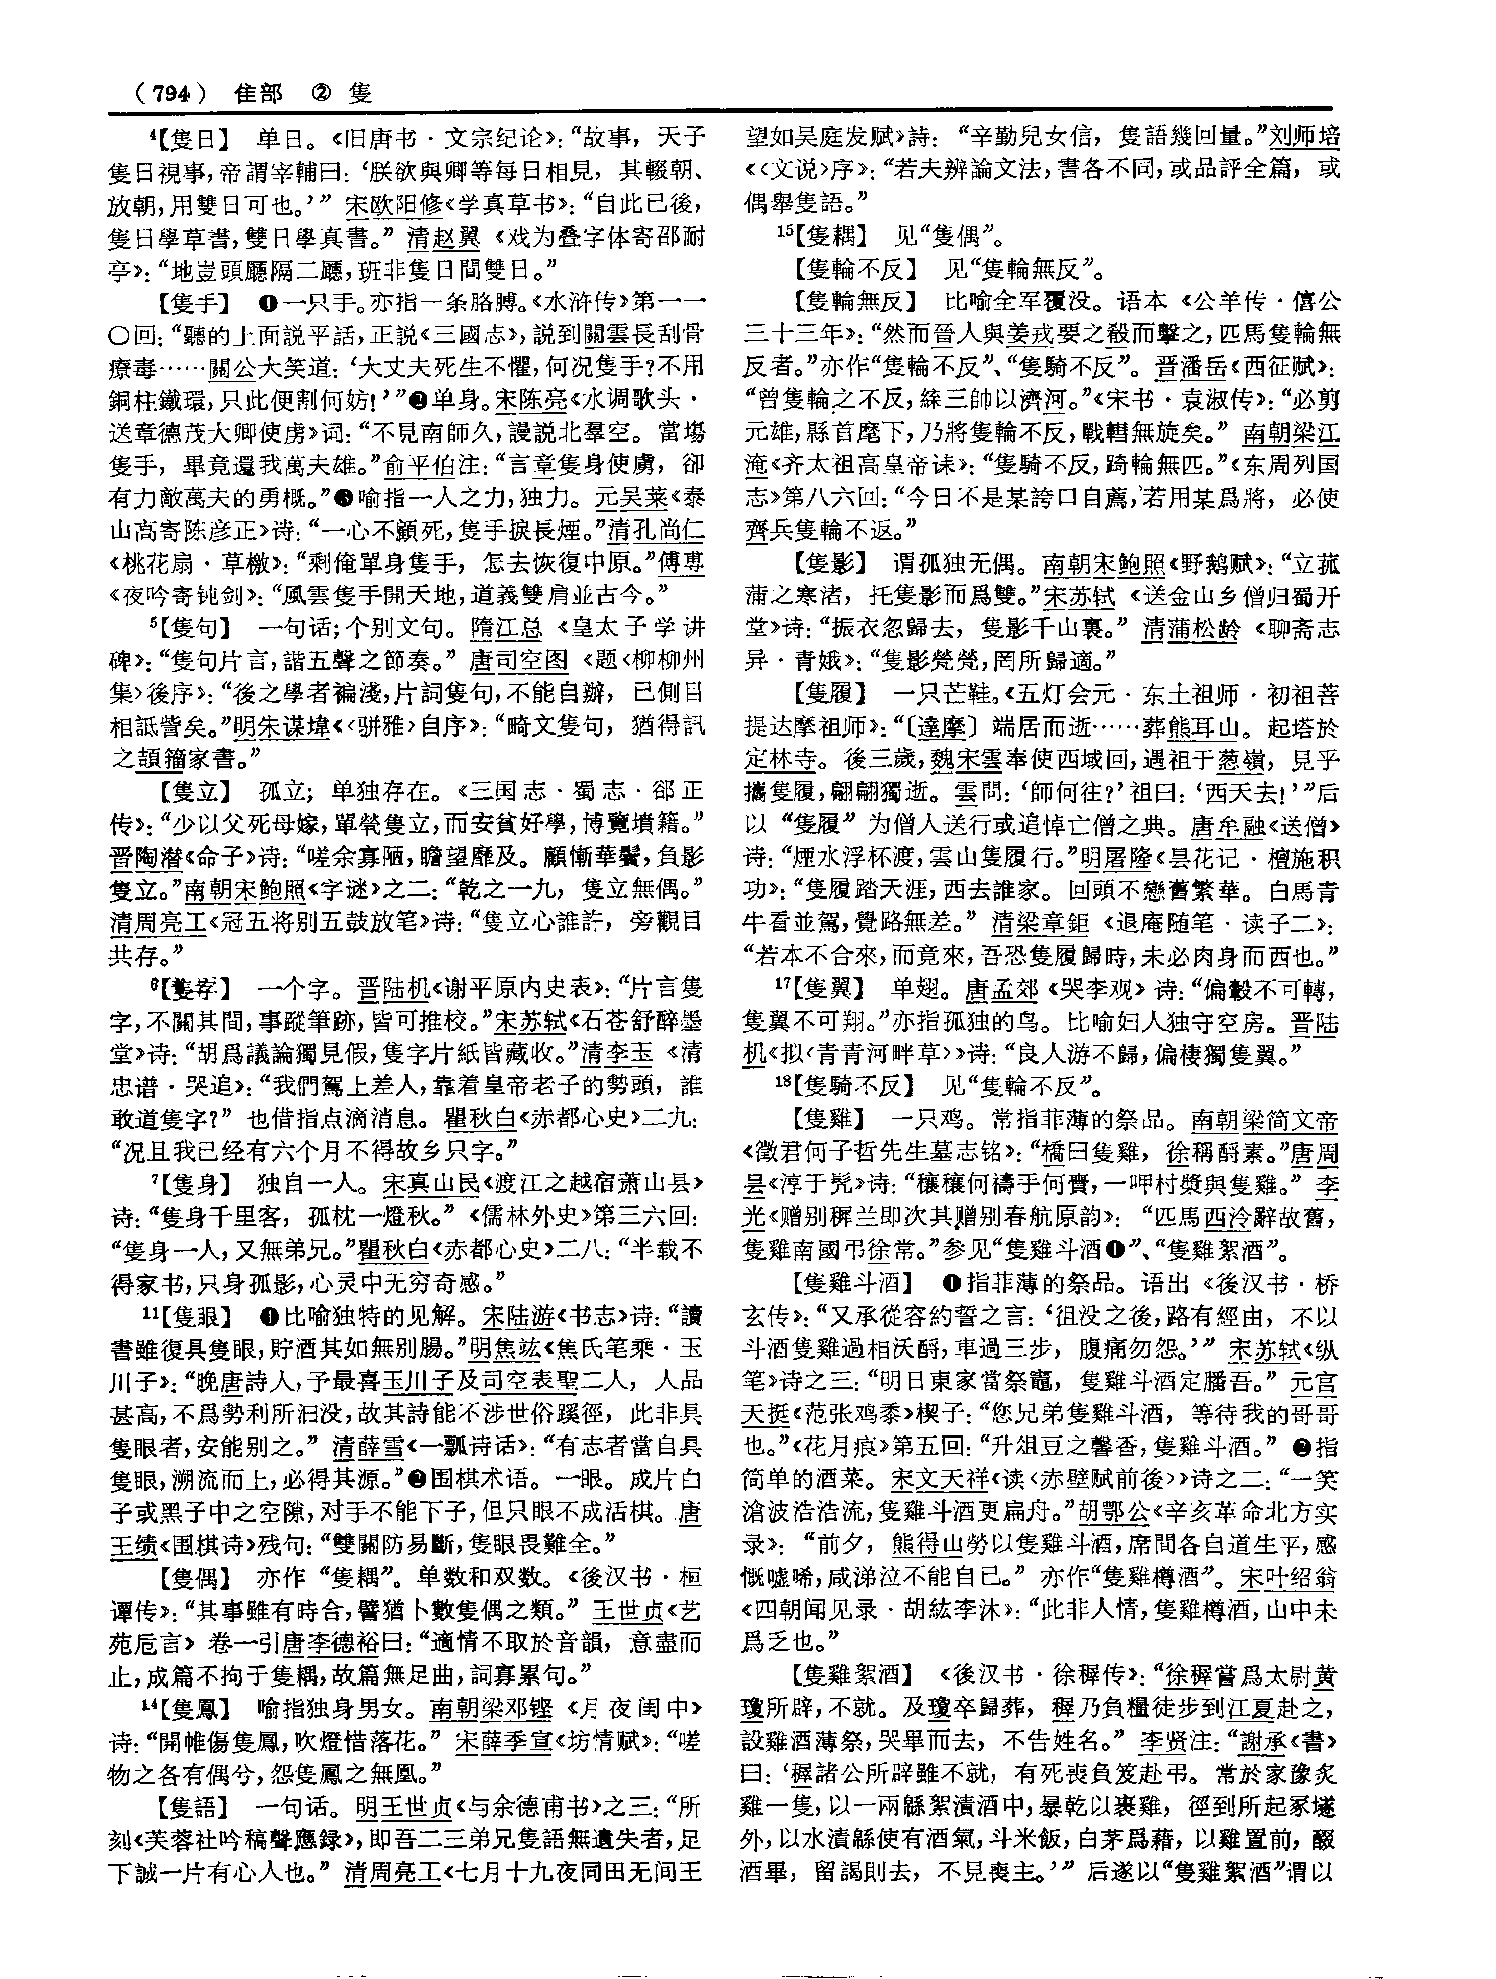 （794） 隹部 ② 隻
⁴【隻日】 单日。《旧唐书·文宗纪论》：“故事，天子
隻日視事，帝謂宰輔曰：‘朕欲與卿等每日相見，其輟朝、
放朝，用雙日可也。’” 宋欧阳修《学真草书》：“自此已後，
隻日學草書，雙日學真書。” 清赵翼《戏为叠字体寄邵耐
亭》：“地豈頭廳隔二廳，班非隻日間雙日。”
【隻手】 ❶一只手。亦指一条胳膊。《水浒传》第一一
〇回：“聽的上面説平話，正説《三國志》，説到關雲長刮骨
療毒……關公大笑道：‘大丈夫死生不懼，何况隻手？不用
銅柱鐵環，只此便割何妨！’”❷单身。宋陈亮《水调歌头·
送章德茂大卿使虏》词：“不見南師久，謾説北羣空。當場
隻手，畢竟還我萬夫雄。”俞平伯注：“言章隻身使虜，卻
有力敵萬夫的勇概。”❸喻指一人之力，独力。元吴莱《泰
山高寄陈彦正》诗：“一心不顧死，隻手捩長煙。”清孔尚仁
《桃花扇·草檄》：“剩俺單身隻手，怎去恢復中原。”傅尃
《夜吟寄钝剑》：“風雲隻手開天地，道義雙肩並古今。”
⁵【隻句】 一句话；个别文句。隋江总《皇太子学讲
碑》：“隻句片言，諧五聲之節奏。” 唐司空图《题〈柳柳州
集〉後序》：“後之學者褊淺，片詞隻句，不能自辦，已側目
相詆訾矣。”明朱谋㙔《〈骈雅〉自序》：“畸文隻句，猶得訊
之頡籀家書。”
【隻立】 孤立；单独存在。《三国志·蜀志·郤正
传》：“少以父死母嫁，單煢隻立，而安貧好學，博覽墳籍。”
晋陶潜《命子》诗：“嗟余寡陋，瞻望靡及。顧慚華鬢，負影
隻立。”南朝宋鲍照《字谜》之二：“乾之一九，隻立無偶。”
清周亮工《冠五将别五鼓放笔》诗：“隻立心誰許，旁觀目
共存。”
⁶【隻字】 一个字。晋陆机《谢平原内史表》：“片言隻
字，不關其間，事蹤筆跡，皆可推校。”宋苏轼《石苍舒醉墨
堂》诗：“胡爲議論獨見假，隻字片紙皆藏收。”清李玉《清
忠谱·哭追》：“我們駕上差人，靠着皇帝老子的勢頭，誰
敢道隻字？” 也借指点滴消息。瞿秋白《赤都心史》二九：
“况且我已经有六个月不得故乡只字。”
⁷【隻身】 独自一人。宋真山民《渡江之越宿萧山县》
诗：“隻身千里客，孤枕一燈秋。”《儒林外史》第三六回：
“隻身一人，又無弟兄。”瞿秋白《赤都心史》二八：“半载不
得家书，只身孤影，心灵中无穷奇感。”
¹¹【隻眼】 ❶比喻独特的见解。宋陆游《书志》诗：“讀
書雖復具隻眼，貯酒其如無别腸。”明焦竑《焦氏笔乘·玉
川子》：“晚唐詩人，予最喜玉川子及司空表聖二人，人品
甚高，不爲勢利所汩没，故其詩能不涉世俗蹊徑，此非具
隻眼者，安能别之。” 清薛雪《一瓢诗话》：“有志者當自具
隻眼，溯流而上，必得其源。”❷围棋术语。一眼。成片白
子或黑子中之空隙，对手不能下子，但只眼不成活棋。唐
王绩《围棋诗》残句：“雙關防易斷，隻眼畏難全。”
【隻偶】 亦作“隻耦”。单数和双数。《後汉书·桓
谭传》：“其事雖有時合，譬猶卜數隻偶之類。” 王世贞《艺
苑卮言》卷一引唐李德裕曰：“適情不取於音韻，意盡而
止，成篇不拘于隻耦，故篇無足曲，詞寡累句。”
¹⁴【隻鳳】 喻指独身男女。南朝梁邓铿《月夜闺中》
诗：“開帷傷隻鳳，吹燈惜落花。” 宋薛季宣《坊情赋》：“嗟
物之各有偶兮，怨隻鳳之無凰。”
【隻語】 一句话。明王世贞《与余德甫书》之三：“所
刻《芙蓉社吟稿聲應録》，即吾二三弟兄隻語無遺失者，足
下誠一片有心人也。” 清周亮工《七月十九夜同田无间王
望如吴庭发赋》詩：“辛勤兒女信，隻語幾回量。”刘师培
《〈文说〉序》：“若夫辨論文法，書各不同，或品評全篇，或
偶舉隻語。”
¹⁵【隻耦】 见“隻偶”。
【隻輪不反】 见“隻輪無反”。
【隻輪無反】 比喻全军覆没。语本《公羊传·僖公
三十三年》：“然而晉人與姜戎要之殽而擊之，匹馬隻輪無
反者。”亦作“隻輪不反”、“隻騎不反”。晋潘岳《西征赋》：
“曾隻輪之不反，緤三帥以濟河。”《宋书·袁淑传》：“必剪
元雄，縣首麾下，乃將隻輪不反，戰轊無旋矣。” 南朝梁江
淹《齐太祖高皇帝诔》：“隻騎不反，踦輪無匹。”《东周列国
志》第八六回：“今日不是某誇口自薦，若用某爲將，必使
齊兵隻輪不返。”
【隻影】 谓孤独无偶。南朝宋鲍照《野鹅赋》：“立菰
蒲之寒渚，托隻影而爲雙。”宋苏轼《送金山乡僧归蜀开
堂》诗：“振衣忽歸去，隻影千山裏。” 清蒲松龄《聊斋志
异·青娥》：“隻影煢煢，罔所歸適。”
【隻履】 一只芒鞋。《五灯会元·东土祖师·初祖菩
提达摩祖师》：“〔達摩〕端居而逝……葬熊耳山。起塔於
定林寺。後三歲，魏宋雲奉使西域回，遇祖于葱嶺，見手
攜隻履，翩翩獨逝。雲問：‘師何往？’祖曰：‘西天去！’”后
以“隻履”为僧人送行或追悼亡僧之典。唐牟融《送僧》
诗：“煙水浮杯渡，雲山隻履行。”明屠隆《昙花记·檀施积
功》：“隻履踏天涯，西去誰家。回頭不戀舊繁華。白馬青
牛看並駕，覺路無差。” 清梁章鉅《退庵随笔·读子二》：
“若本不合來，而竟來，吾恐隻履歸時，未必肉身而西也。”
¹⁷【隻翼】 单翅。唐孟郊《哭李观》诗：“偏轂不可轉，
隻翼不可翔。”亦指孤独的鸟。比喻妇人独守空房。晋陆
机《拟〈青青河畔草〉》诗：“良人游不歸，偏棲獨隻翼。”
¹⁸【隻騎不反】 见“隻輪不反”。
【隻雞】 一只鸡。常指菲薄的祭品。南朝梁简文帝
《徵君何子哲先生墓志铭》：“橋曰隻雞，徐稱酹素。”唐周
昙《淳于髡》诗：“穰穰何禱手何賫，一呷村漿與隻雞。” 李
光《赠别樨兰即次其赠别春航原韵》：“匹馬西泠辭故舊，
隻雞南國弔徐常。”参见“隻雞斗酒❶”、“隻雞絮酒”。
【隻雞斗酒】 ❶指菲薄的祭品。语出《後汉书·桥
玄传》：“又承從容約誓之言：‘徂没之後，路有經由，不以
斗酒隻雞過相沃酹，車過三步，腹痛勿怨。’” 宋苏轼《纵
笔》诗之三：“明日東家當祭竈，隻雞斗酒定膰吾。” 元宫
天挺《范张鸡黍》楔子：“您兄弟隻雞斗酒，等待我的哥哥
也。”《花月痕》第五回：“升俎豆之馨香，隻雞斗酒。” ❷指
简单的酒菜。宋文天祥《读〈赤壁赋前後〉》诗之二：“一笑
滄波浩浩流，隻雞斗酒更扁舟。”胡鄂公《辛亥革命北方实
录》：“前夕，熊得山勞以隻雞斗酒，席間各自道生平，感
慨嘘唏，咸涕泣不能自已。” 亦作“隻雞樽酒”。宋叶绍翁
《四朝闻见录·胡紘李沐》：“此非人情，隻雞樽酒，山中未
爲乏也。”
【隻雞絮酒】 《後汉书·徐穉传》：“徐穉嘗爲太尉黄
瓊所辟，不就。及瓊卒歸葬，穉乃負糧徒步到江夏赴之，
設雞酒薄祭，哭畢而去，不告姓名。” 李贤注：“謝承《書》
曰：‘穉諸公所辟雖不就，有死喪負笈赴弔。常於家豫炙
雞一隻，以一兩緜絮漬酒中，暴乾以裹雞，徑到所起冢壝
外，以水漬緜使有酒氣，斗米飯，白茅爲藉，以雞置前，醊
酒畢，留謁則去，不見喪主。’” 后遂以“隻雞絮酒”谓以